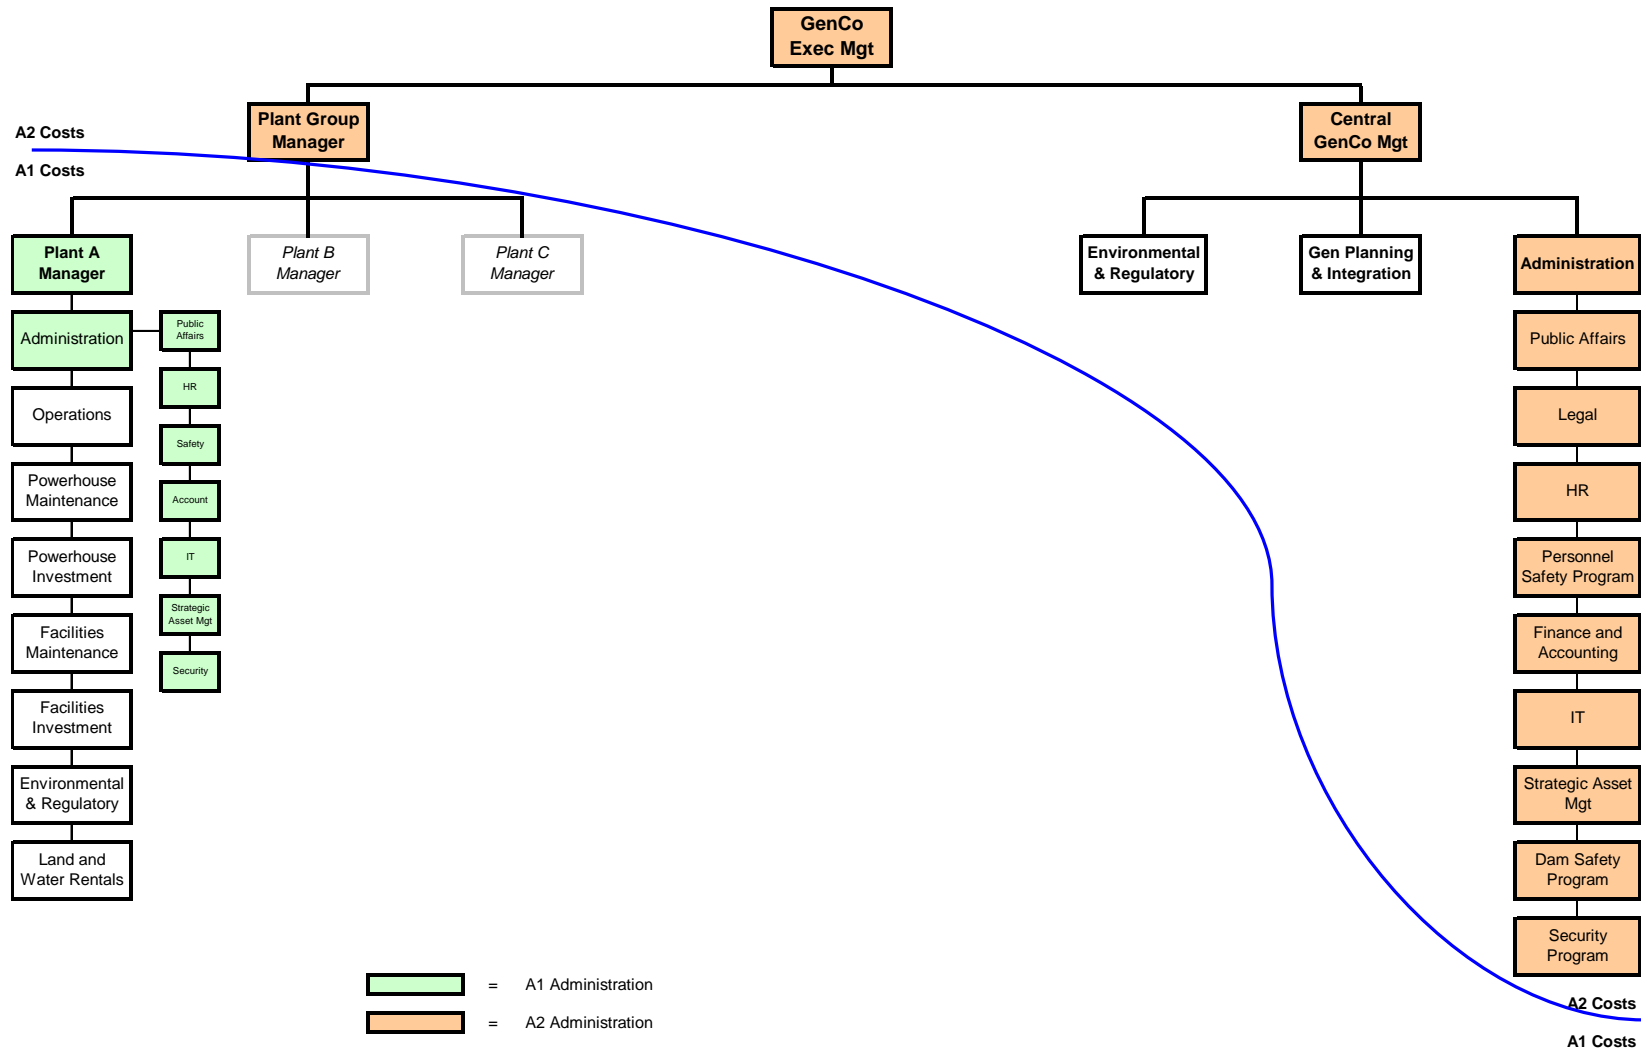 GenCo
Exec Mgt
Plant Group
Manager
Central
GenCo Mgt
A2 Costs
A1 Costs
Plant A
Manager
Plant B
Manager
Plant C
Manager
Environmental
& Regulatory
Gen Planning
& Integration
Administration
Administration
Operations
Powerhouse
Maintenance
Powerhouse
Investment
Facilities
Maintenance
Facilities
Investment
Environmental
& Regulatory
Land and
Water Rentals
Public
Affairs
HR
Safety
Account
IT
Strategic
Asset Mgt
Security
Public Affairs
Legal
HR
Personnel
Safety Program
Finance and
Accounting
IT
Strategic Asset
Mgt
Dam Safety
Program
Security
Program
= A1 Administration
= A2 Administration
A2 Costs
A1 Costs